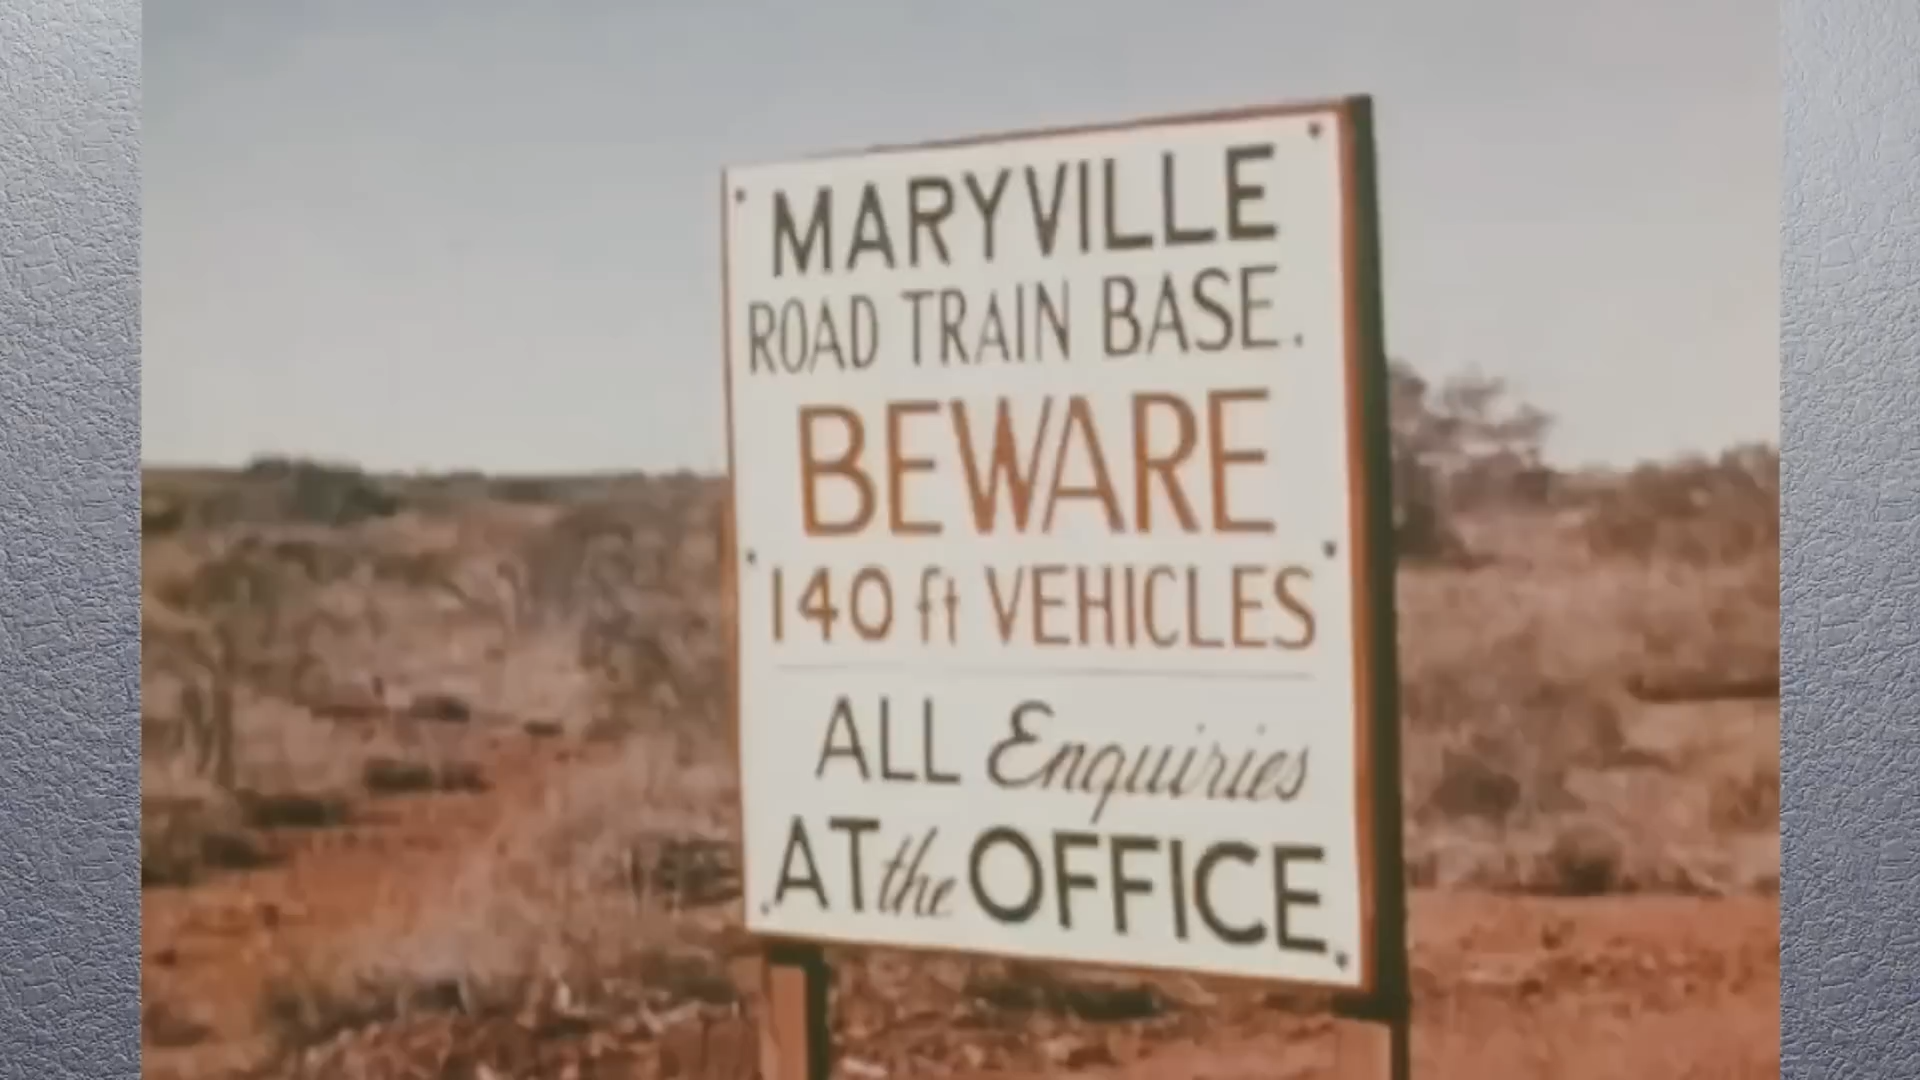 MARYVILLE
ROAD TRAIN BASE.
BEWARE
140 ft VEHICLES
ALL Enquiries
AT the OFFICE.